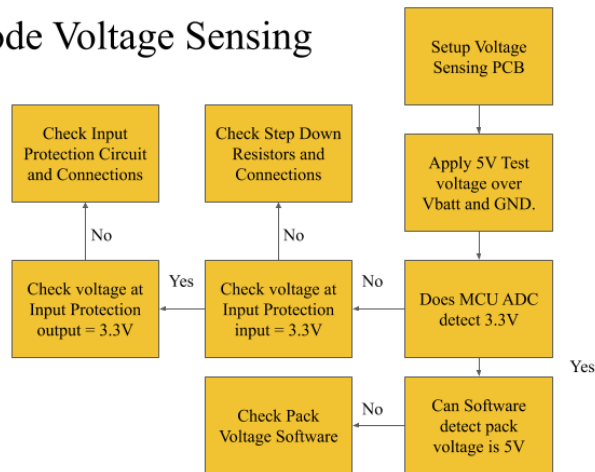 ode Voltage Sensing
Setup Voltage
Sensing PCB
Check Input
Protection Circuit
and Connections
Check Step Down
Resistors and
Connections
Apply 5V Test
voltage over
Vbatt and GND.
No
No
Check voltage at
Input Protection
output = 3.3V
Yes
Check voltage at
Input Protection
input = 3.3V
No
Does MCU ADC
detect 3.3V
Yes
Check Pack
Voltage Software
No
Can Software
detect pack
voltage is 5V